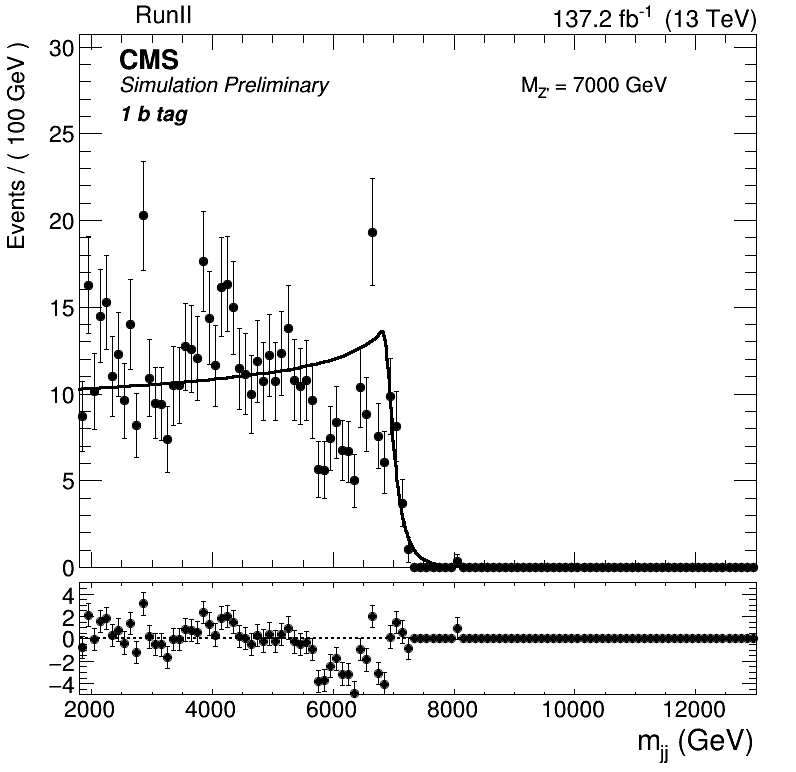 RunII 137.2 fb-1 (13 TeV)
CMS
Simulation Preliminary
1 b tag
MZ' = 7000 GeV
Events / ( 100 GeV )
30
25
20
15
10
5
0
4
2
0
−2
−4
2000 4000 6000 8000 10000 12000
mjj (GeV)